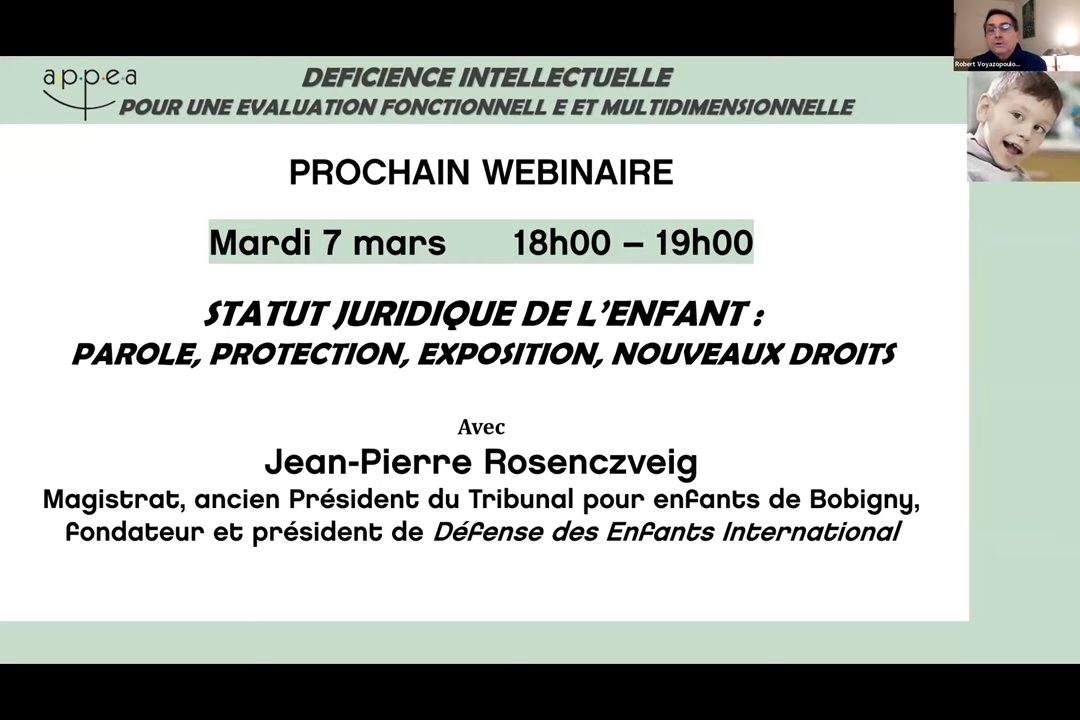 a·p·p·e·a
DEFICIENCE INTELLECTUELLE
POUR UNE EVALUATION FONCTIONNELL E ET MULTIDIMENSIONNELLE
Robert Voyazopoulo...
PROCHAIN WEBINAIRE
Mardi 7 mars 18h00 – 19h00
STATUT JURIDIQUE DE L’ENFANT :
PAROLE, PROTECTION, EXPOSITION, NOUVEAUX DROITS
Avec
Jean-Pierre Rosenczveig
Magistrat, ancien Président du Tribunal pour enfants de Bobigny,
fondateur et président de Défense des Enfants International